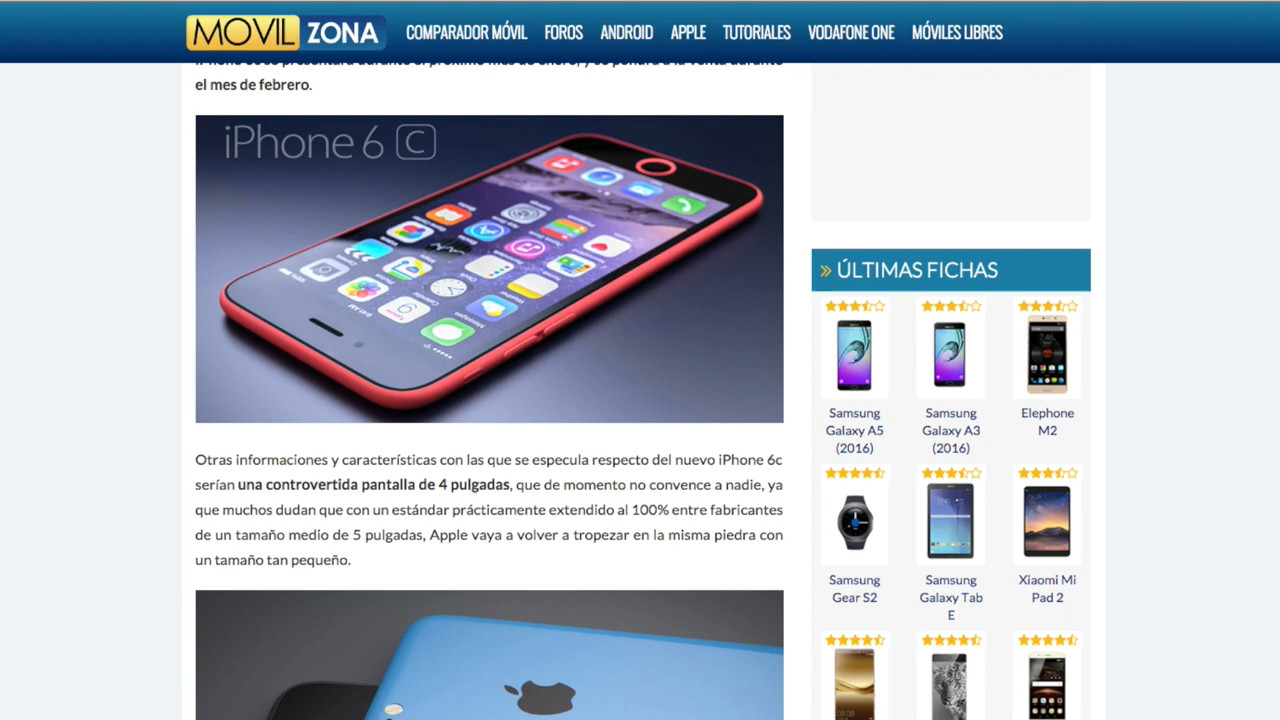 MOVILZONA
COMPARADOR MÓVIL
FOROS
ANDROID
APPLE
TUTORIALES
VODAFONE ONE
MÓVILES LIBRES
el mes de febrero.
iPhone 6 C
Otras informaciones y características con las que se especula respecto del nuevo iPhone 6c
serían una controvertida pantalla de 4 pulgadas, que de momento no convence a nadie, ya
que muchos dudan que con un estándar prácticamente extendido al 100% entre fabricantes
de un tamaño medio de 5 pulgadas, Apple vaya a volver a tropezar en la misma piedra con
un tamaño tan pequeño.
» ÚLTIMAS FICHAS
Samsung
Galaxy A5
(2016)
Samsung
Galaxy A3
(2016)
Elephone
M2
Samsung
Gear S2
Samsung
Galaxy Tab
E
Xiaomi Mi
Pad 2